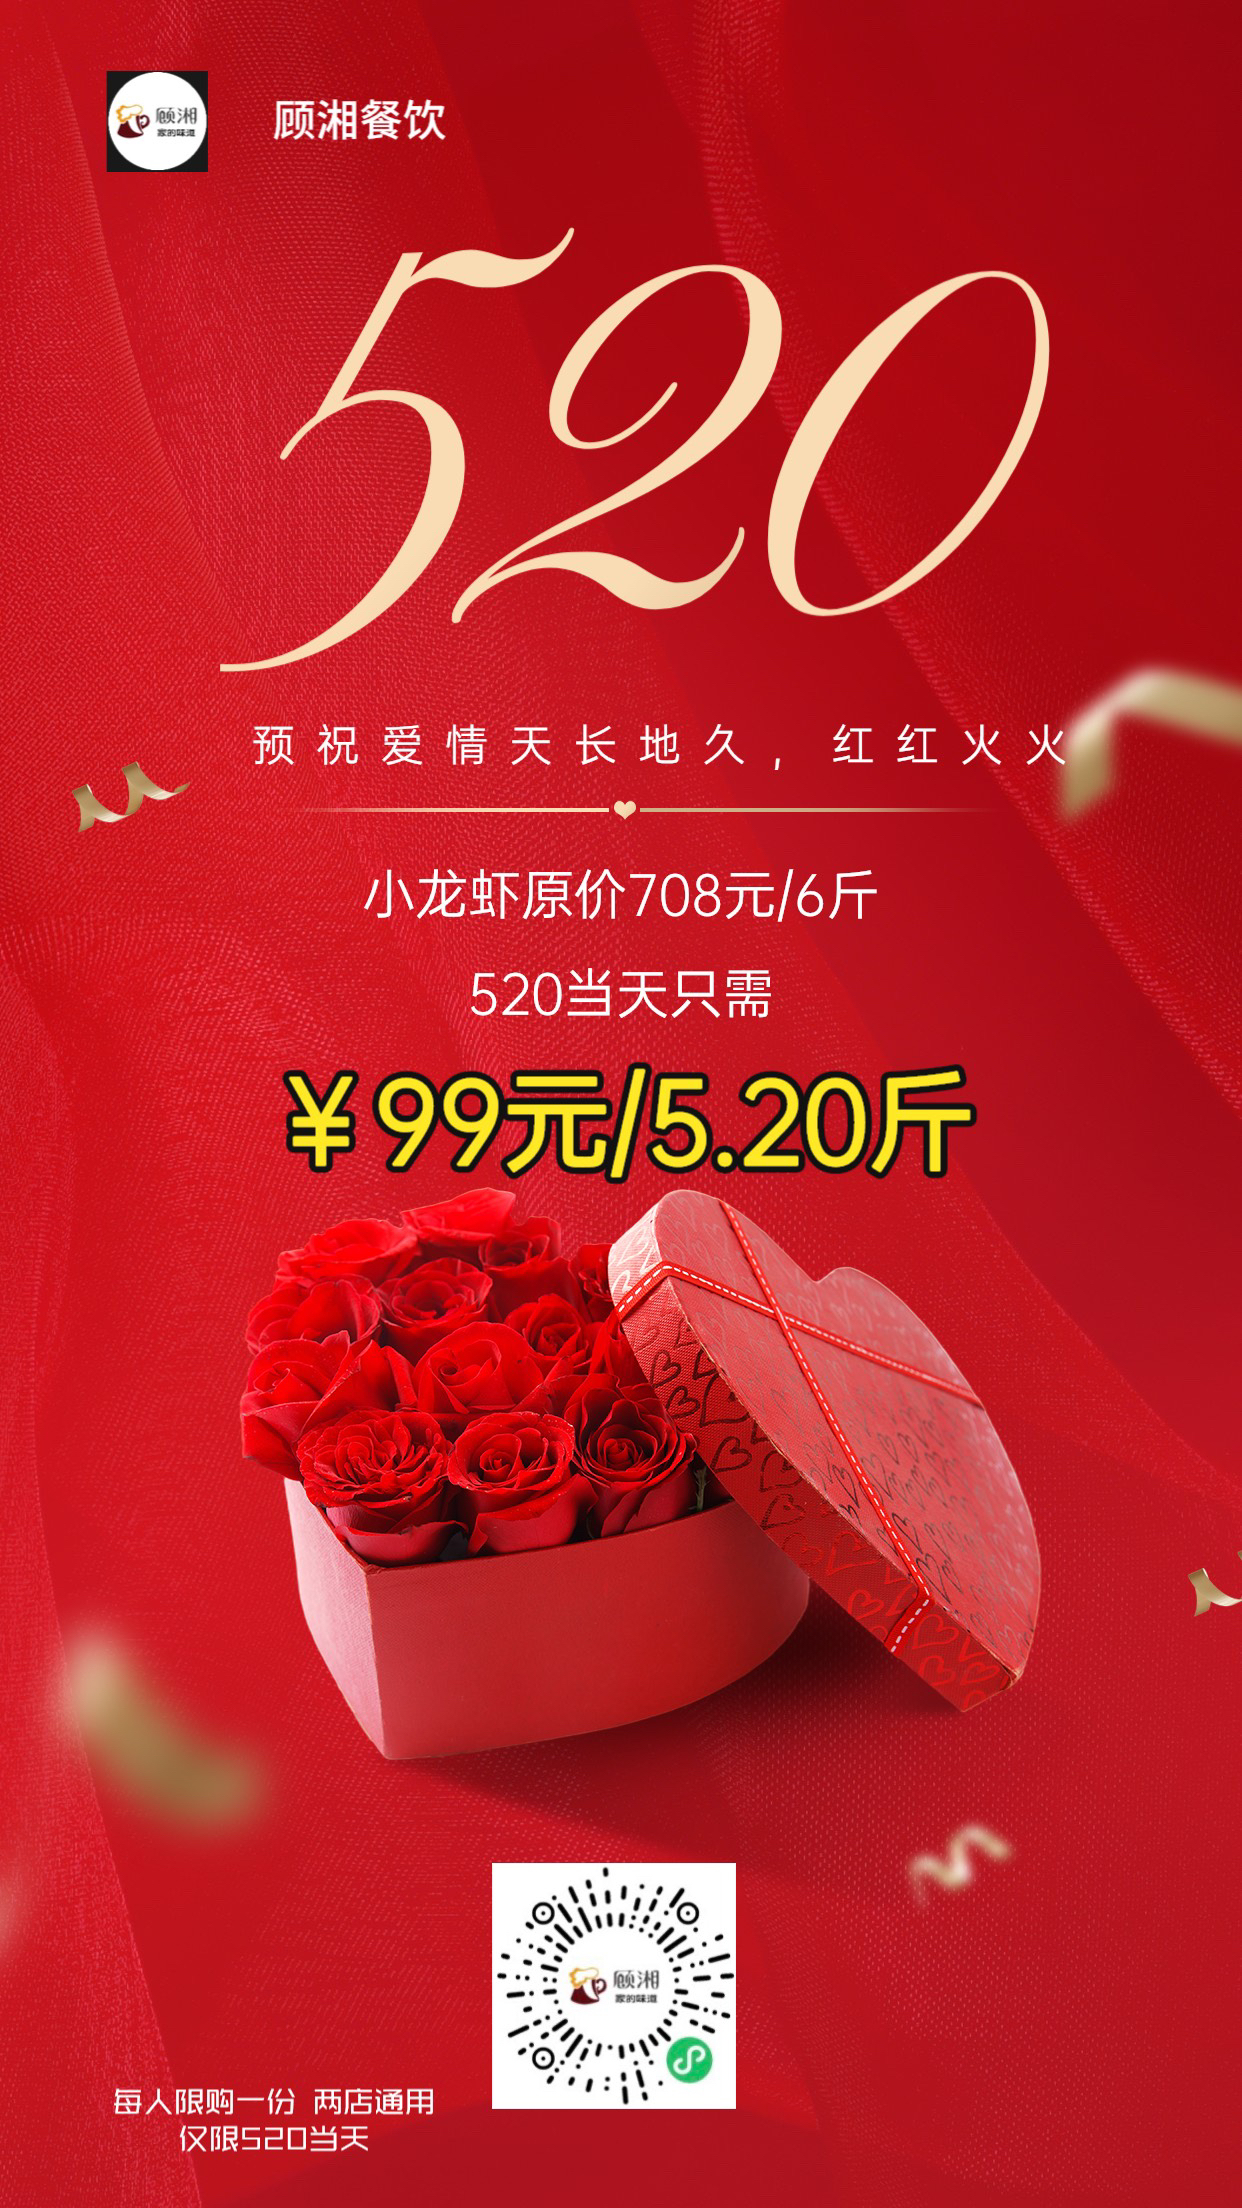 顾湘
家的味道
顾湘餐饮
520
预祝爱情天长地久，红红火火
小龙虾原价708元/6斤
520当天只需
￥99元/5.20斤
顾湘
家的味道
每人限购一份 两店通用
仅限520当天